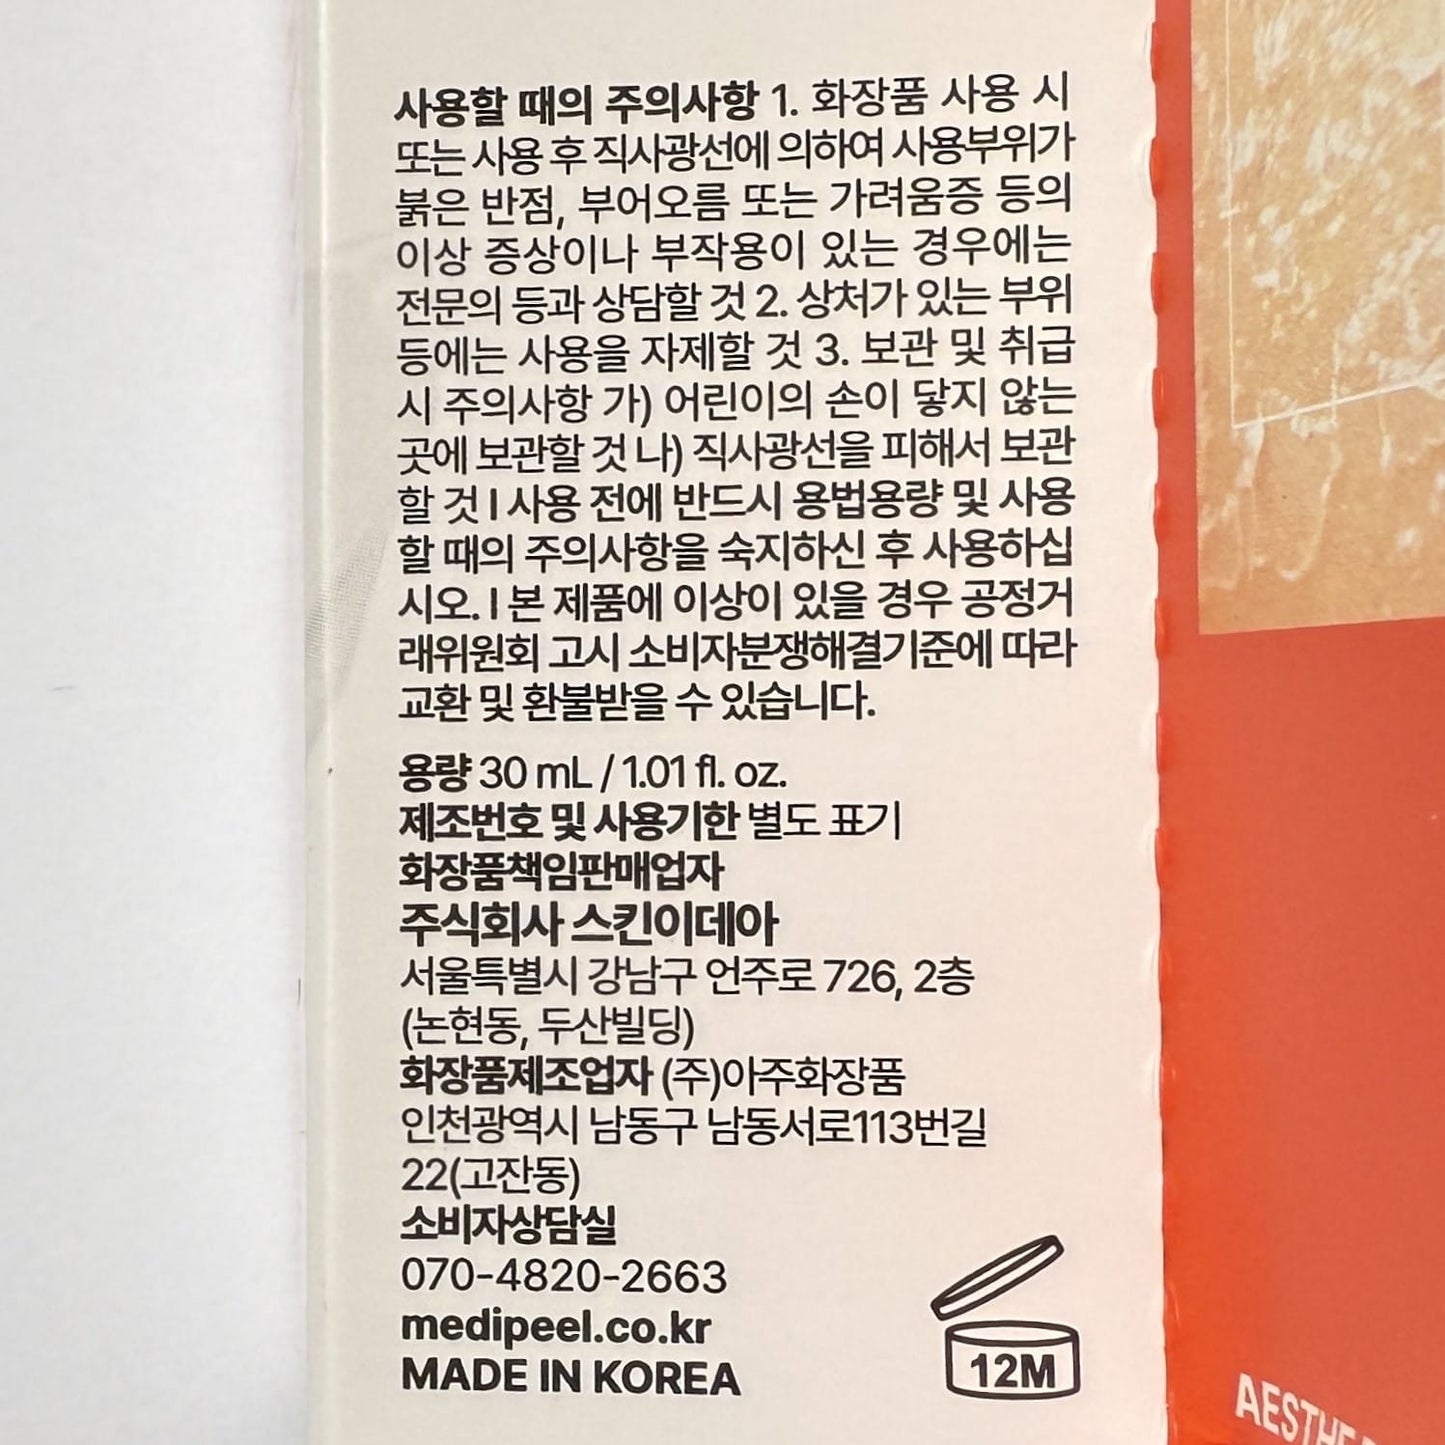 사용할 때의 주의사항 1. 화장품 사용 시
또는 사용 후 직사광선에 의하여 사용부위가
붉은 반점, 부어오름 또는 가려움증 등의
이상 증상이나 부작용이 있는 경우에는
전문의 등과 상담할 것 2. 상처가 있는 부위
등에는 사용을 자제할 것 3. 보관 및 취급
시 주의사항 가) 어린이의 손이 닿지 않는
곳에 보관할 것 나) 직사광선을 피해서 보관
할 것 I 사용 전에 반드시 용법용량 및 사용
할 때의 주의사항을 숙지하신 후 사용하십
시오. I 본 제품에 이상이 있을 경우 공정거
래위원회 고시 소비자분쟁해결기준에 따라
교환 및 환불받을 수 있습니다.
용량 30 mL / 1.01 fl. oz.
제조번호 및 사용기한 별도 표기
화장품책임판매업자
주식회사 스킨이데아
서울특별시 강남구 언주로 726, 2층
(논현동, 두산빌딩)
화장품제조업자 (주)아주화장품
인천광역시 남동구 남동서로113번길
22(고잔동)
소비자상담실
070-4820-2663
medipeel.co.kr
MADE IN KOREA
12M